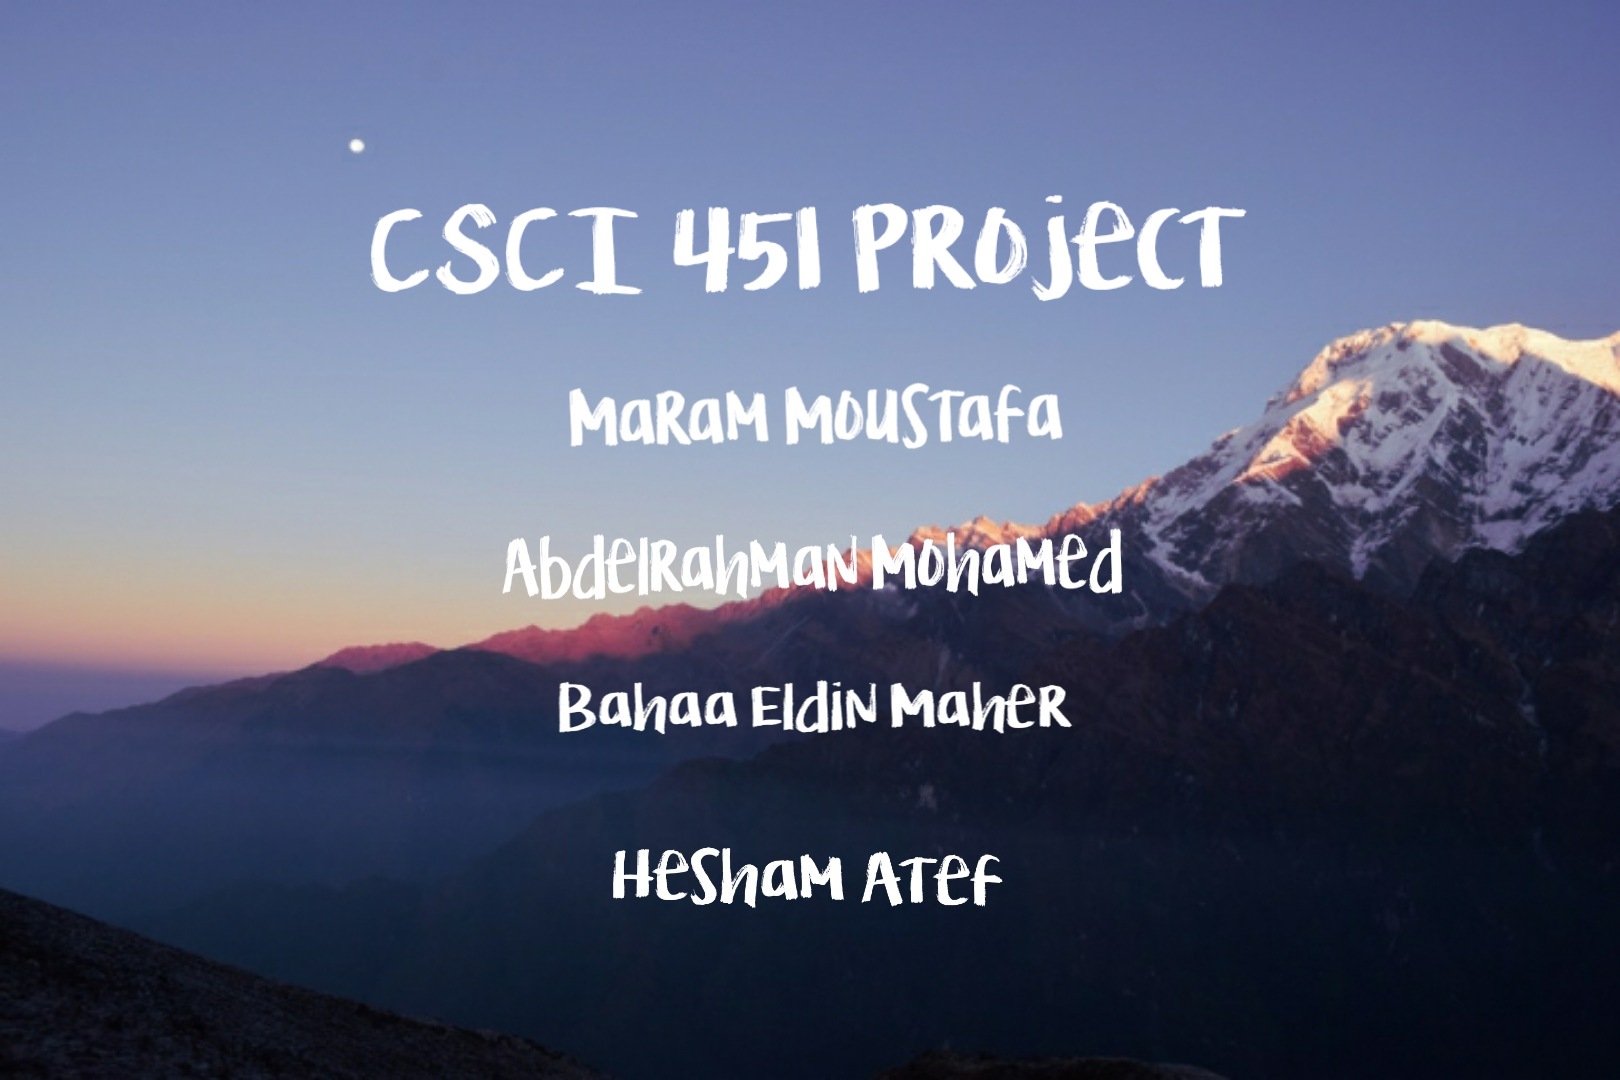 CSCI 451 Project
Maram Moustafa
Abdelrahman Mohamed
Bahaa Eldin Maher
Hesham Atef